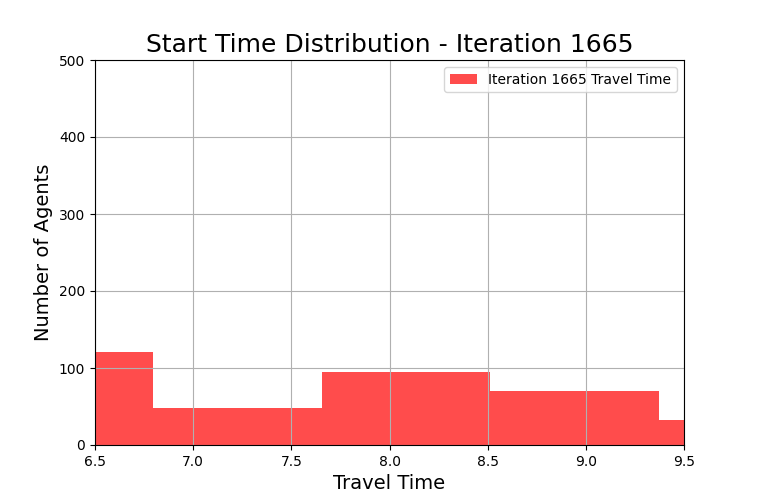 Start Time Distribution - Iteration 1665
500
Iteration 1665 Travel Time
400
300
200
100
0
Number of Agents
6.5 7.0 7.5 8.0 8.5 9.0 9.5
Travel Time